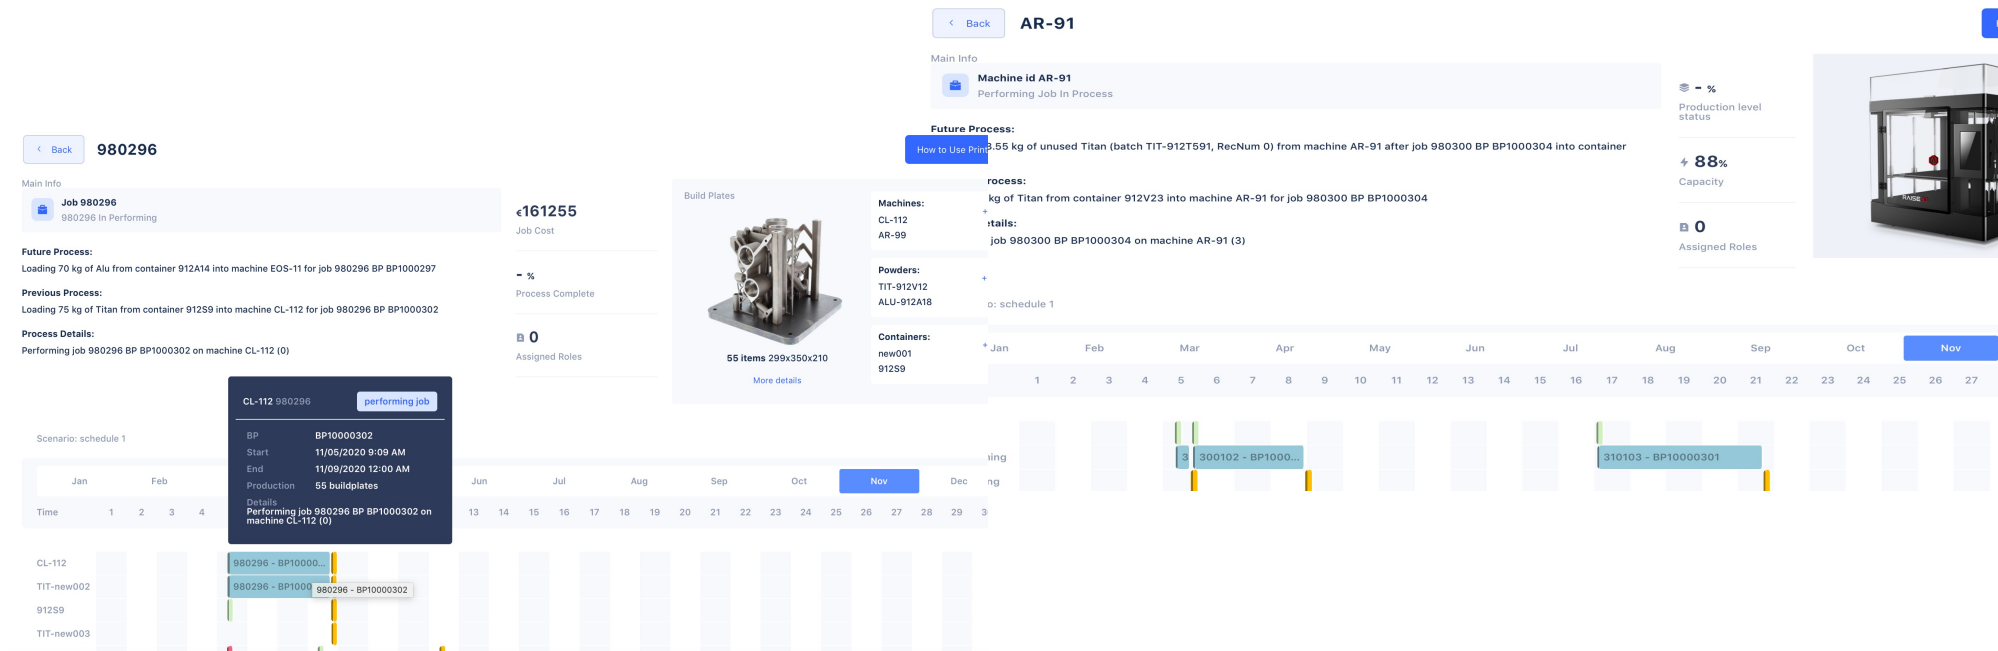 Back
980296
How to Use Print
Main Info
Job 980296
980296 In Performing
Future Process:
Loading 70 kg of Alu from container 912A14 into machine EOS-11 for job 980296 BP BP1000297
Previous Process:
Loading 75 kg of Titan from container 912S9 into machine CL-112 for job 980296 BP BP1000302
Process Details:
Performing job 980296 BP BP1000302 on machine CL-112 (0)
€161255
Job Cost
- %
Process Complete
0
Assigned Roles
Build Plates
55 items 299x350x210
More details
Machines:
CL-112
AR-99
+
Powders:
TIT-912V12
ALU-912A18
+
Containers:
new001
912S9
+
CL-112 980296
performing job
BP BP10000302
Start 11/05/2020 9:09 AM
End 11/09/2020 12:00 AM
Production 55 buildplates
Details
Performing job 980296 BP BP1000302 on
machine CL-112 (0)
Scenario: schedule 1
Jan Feb Jun Jul Aug Sep Oct Nov Dec
Time 1 2 3 4 13 14 15 16 17 18 19 20 21 22 23 24 25 26 27 28 29
CL-112 980296 - BP10000...
TIT-new002 980296 - BP1000
980296 - BP10000302
912S9
TIT-new003
Back
AR-91
Main Info
Machine id AR-91
Performing Job In Process
Future Process:
3.55 kg of unused Titan (batch TIT-912T591, RecNum 0) from machine AR-91 after job 980300 BP BP1000304 into container
rocess:
kg of Titan from container 912V23 into machine AR-91 for job 980300 BP BP1000304
etails:
job 980300 BP BP1000304 on machine AR-91 (3)
- %
Production level
status
88%
Capacity
0
Assigned Roles
RAISE
o: schedule 1
Jan Feb Mar Apr May Jun Jul Aug Sep Oct Nov
1 2 3 4 5 6 7 8 9 10 11 12 13 14 15 16 17 18 19 20 21 22 23 24 25 26 27
ing 3 300102 - BP1000... 310103 - BP10000301
ng